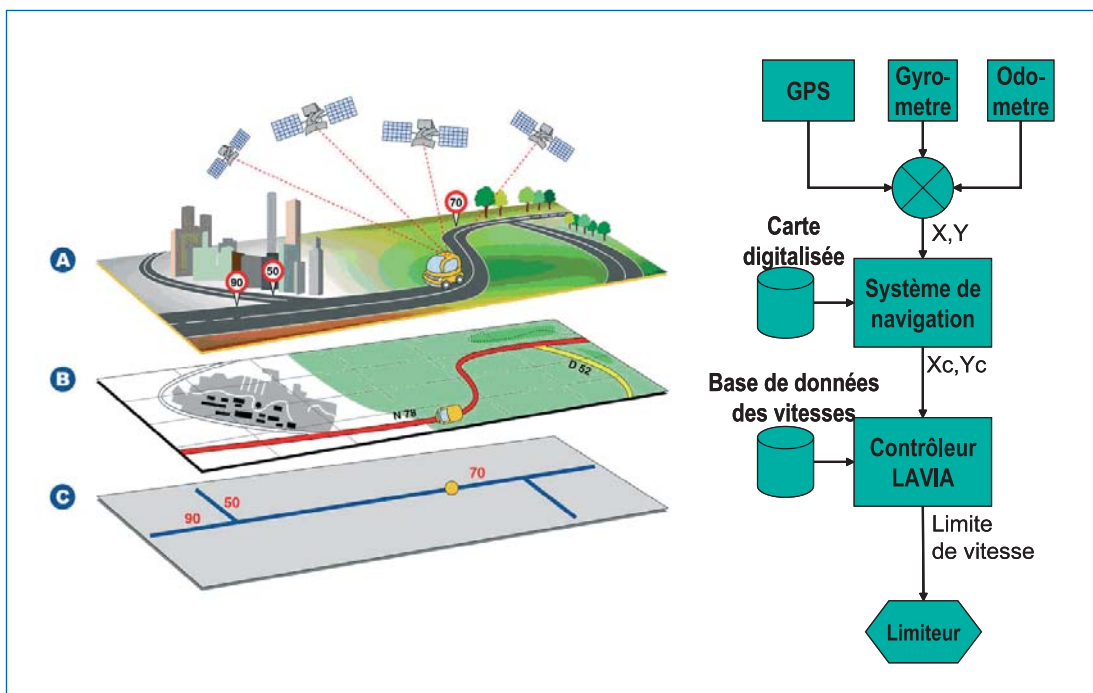 A
90
50
70
B
N 78
D 52
C
90
50
70
GPS
Gyro-
metre
Odo-
metre
X,Y
Carte
digitalisée
Système de
navigation
Xc,Yc
Base de données
des vitesses
Contrôleur
LAVIA
Limite
de vitesse
Limiteur